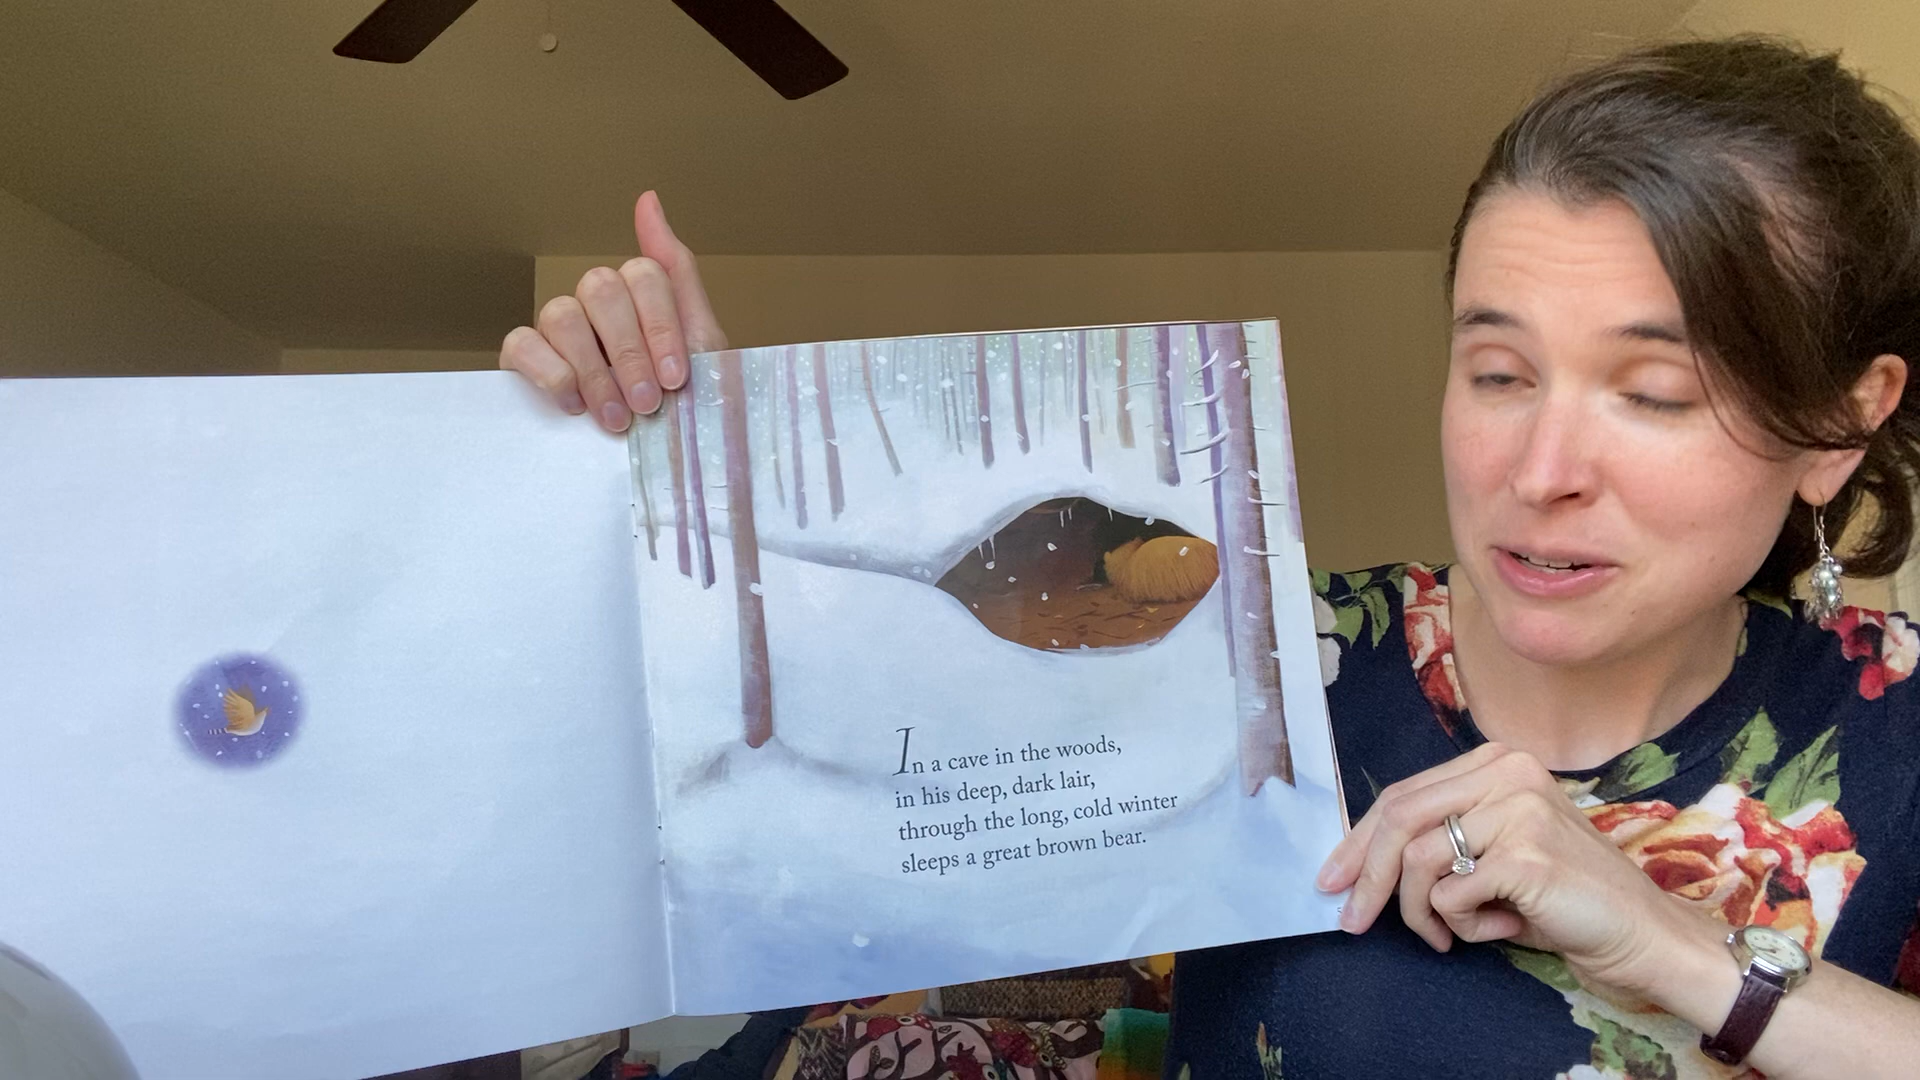 In a cave in the woods,
in his deep, dark lair,
through the long, cold winter
sleeps a great brown bear.
5